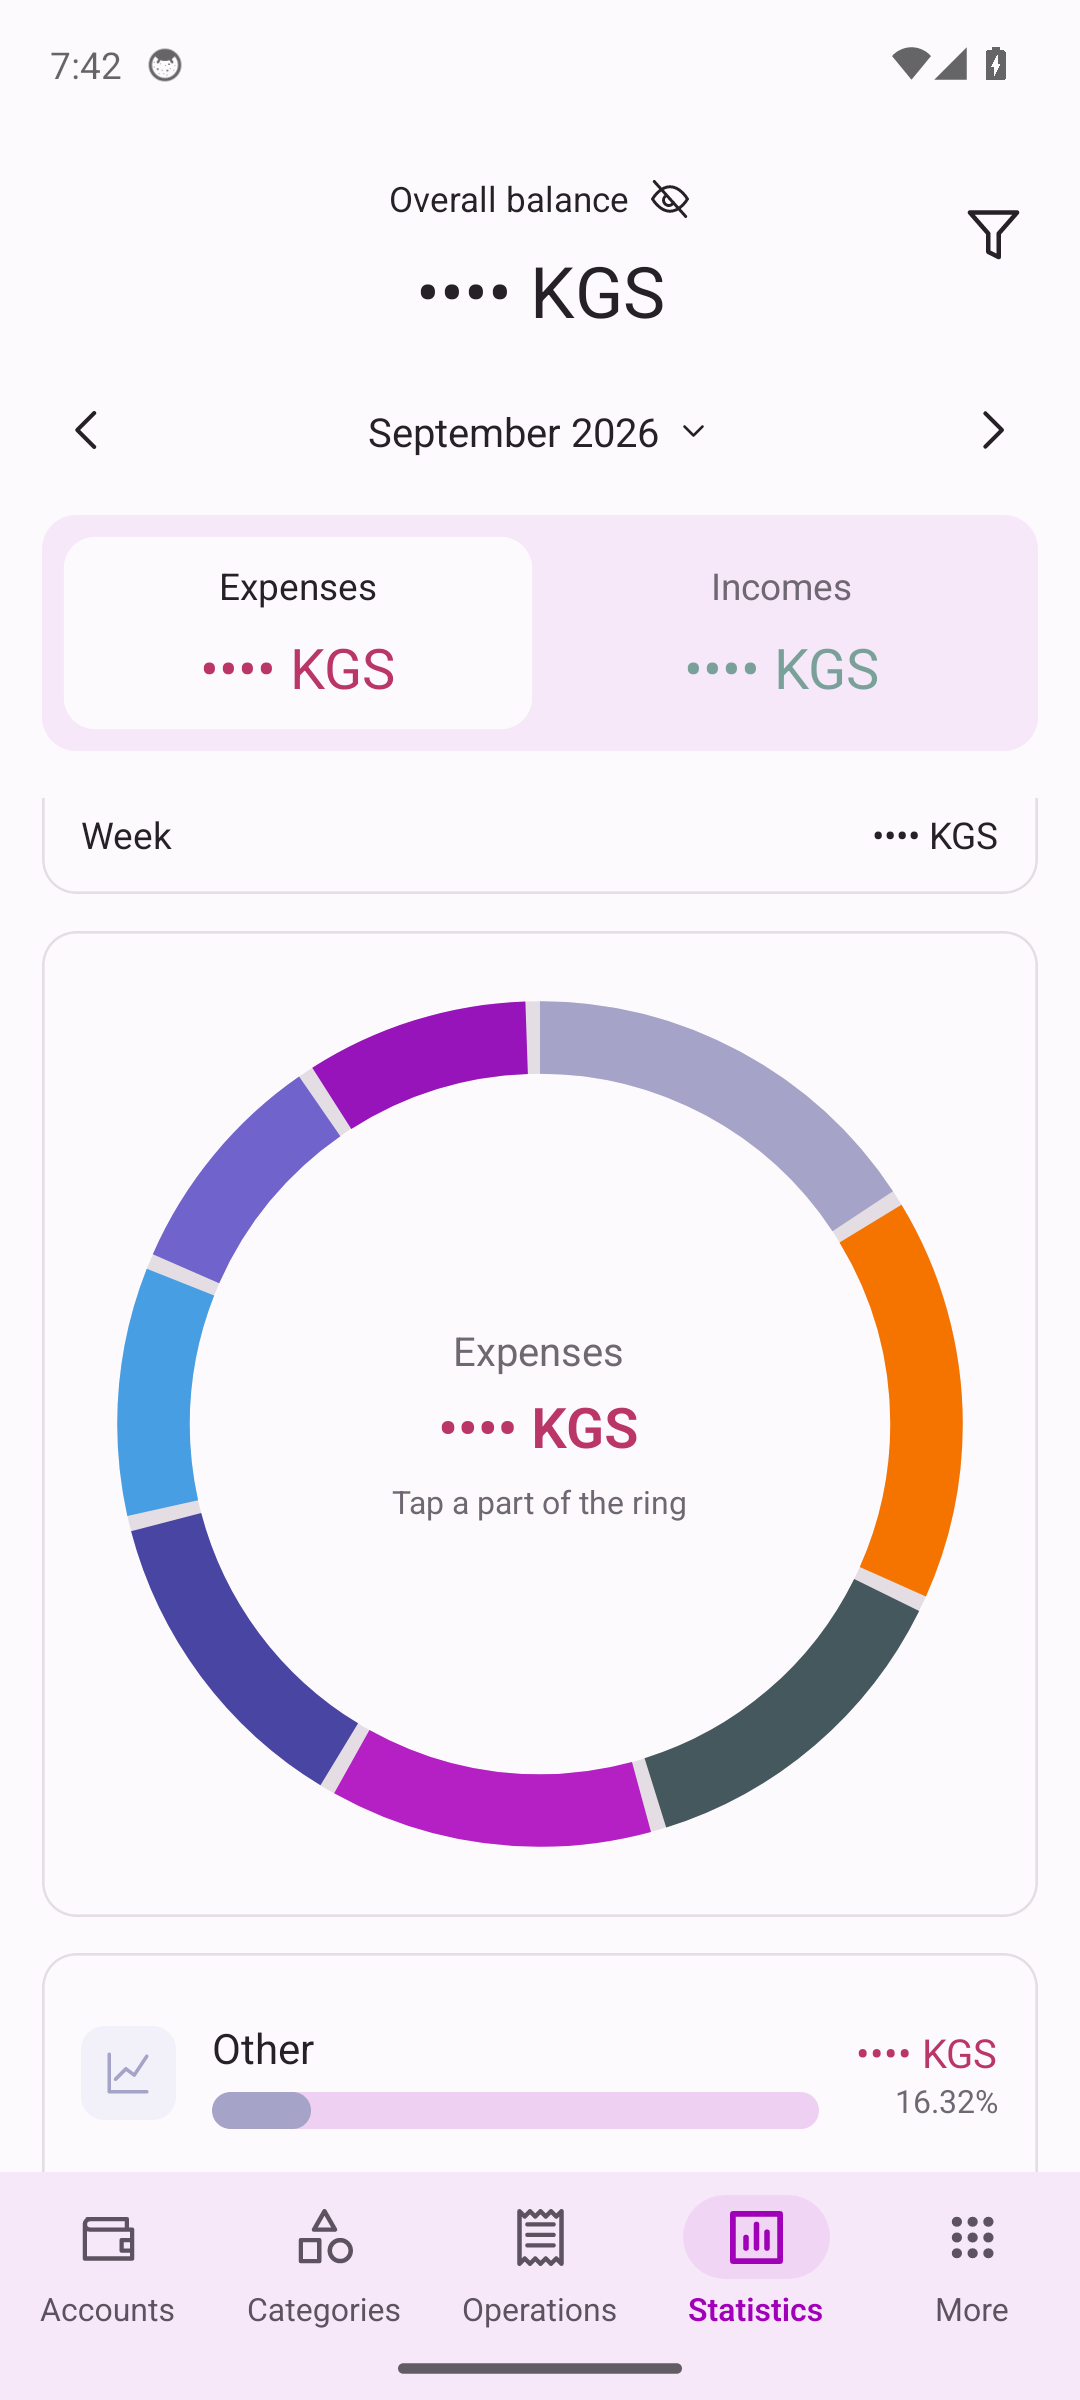 7:42
Overall balance
•••• KGS
September 2026
Expenses
•••• KGS
Incomes
•••• KGS
Week
•••• KGS
Expenses
•••• KGS
Tap a part of the ring
Other
•••• KGS
16.32%
Accounts
Categories
Operations
Statistics
More